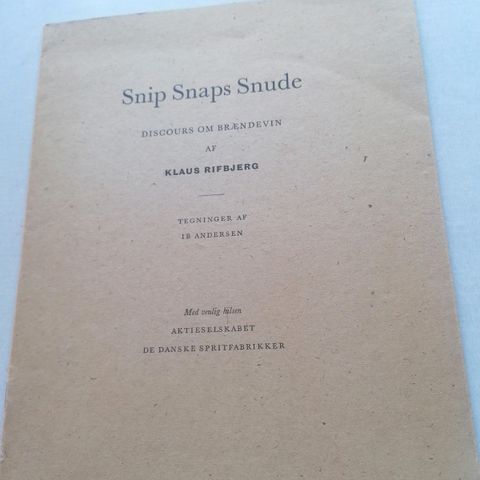 Snip Snaps Snude
DISCOURS OM BRÆNDEVIN
AF
KLAUS RIFBJERG
TEGNINGER AF
IB ANDERSEN
Med venlig hilsen
AKTIESELSKABET
DE DANSKE SPRITFABRIKKER